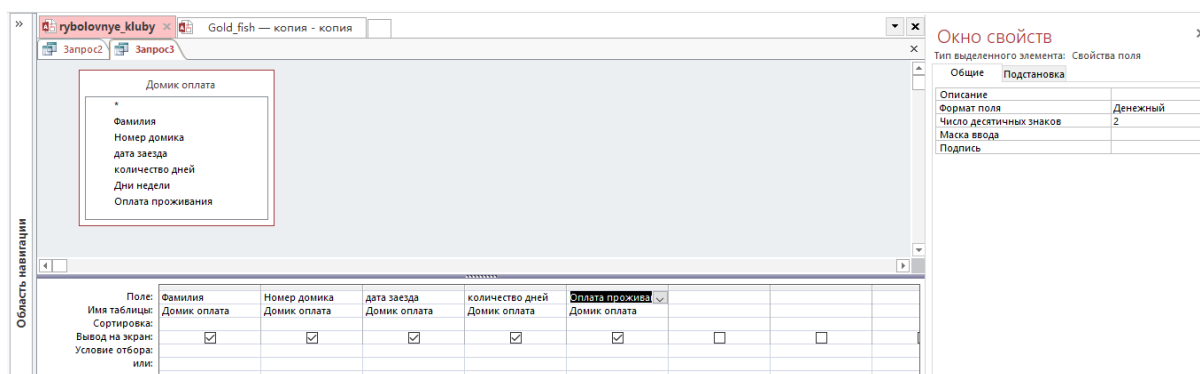 »
rybolovnye_kluby
Gold_fish — копия - копия
Запрос2
Запрос3
Домик оплата
*
Фамилия
Номер домика
дата заезда
количество дней
Дни недели
Оплата проживания
Область навигации
Поле: Фамилия Номер домика дата заезда количество дней Оплата прожива
Имя таблицы: Домик оплата Домик оплата Домик оплата Домик оплата Домик оплата
Сортировка:
Вывод на экран:
Условие отбора:
или:
Окно свойств
Тип выделенного элемента: Свойства поля
Общие Подстановка
Описание
Формат поля Денежный
Число десятичных знаков 2
Маска ввода
Подпись